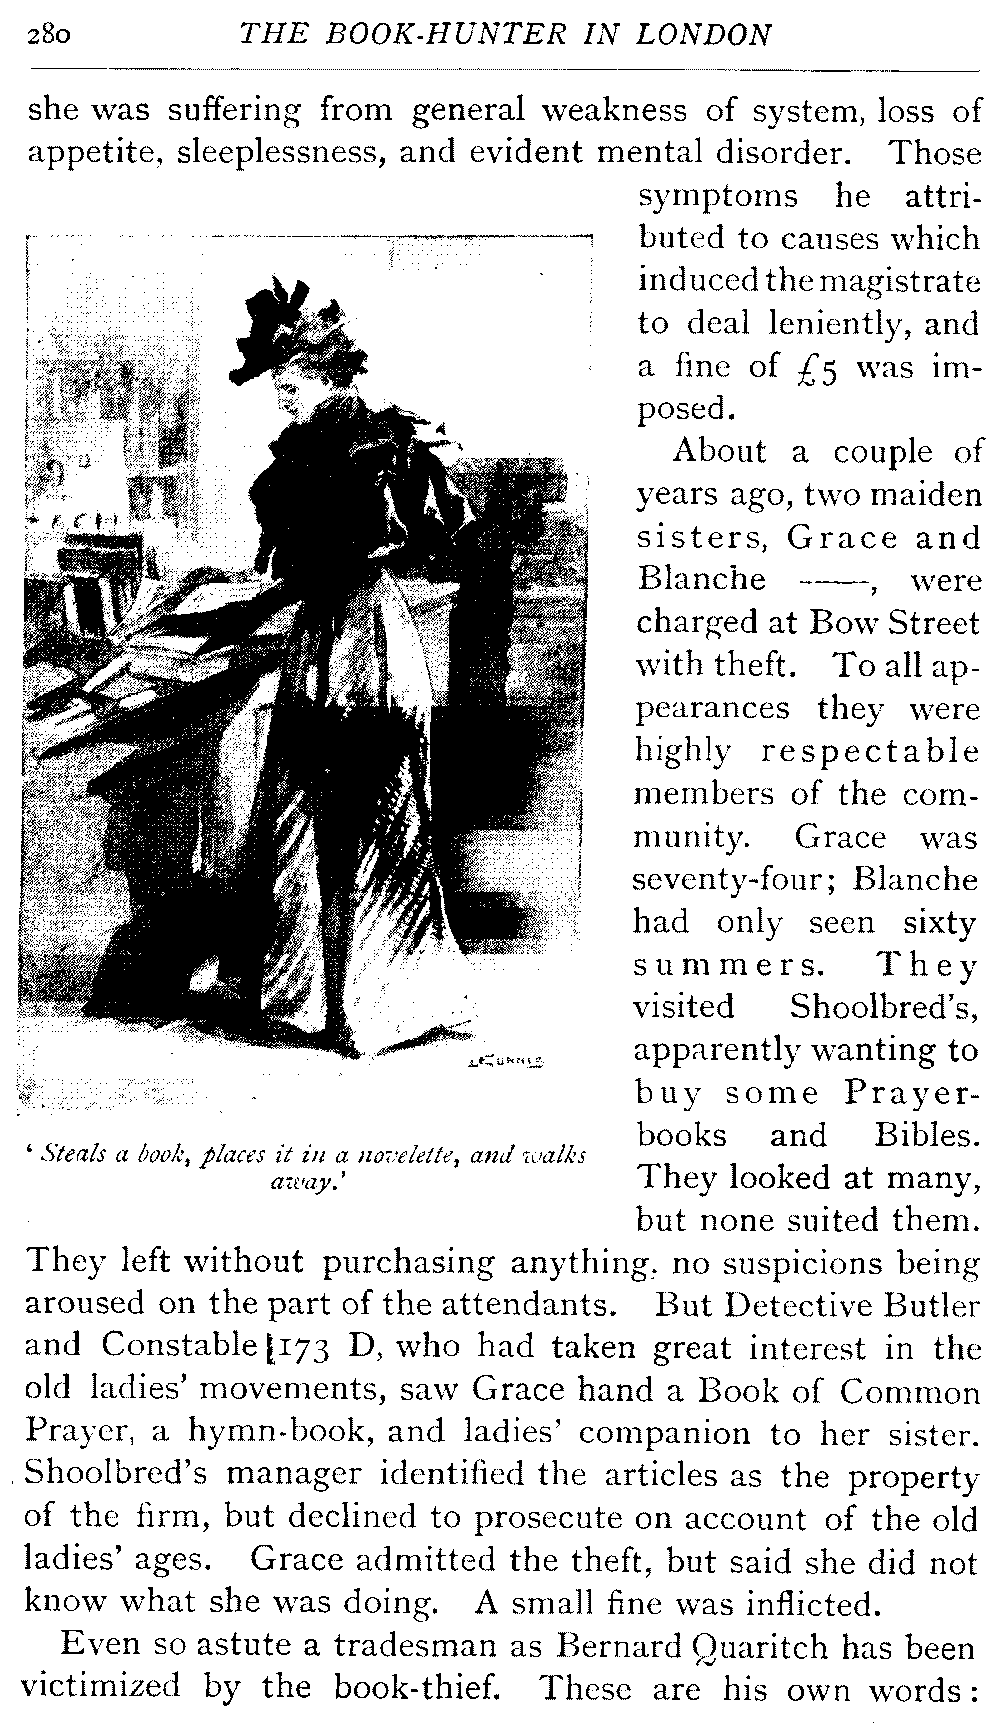 280 THE BOOK-HUNTER IN LONDON
she was suffering from general weakness of system, loss of
appetite, sleeplessness, and evident mental disorder. Those
symptoms he attri-
buted to causes which
induced the magistrate
to deal leniently, and
a fine of £5 was im-
posed.
About a couple of
years ago, two maiden
sisters, Grace and
Blanche ——, were
charged at Bow Street
with theft. To all ap-
pearances they were
highly respectable
members of the com-
munity. Grace was
seventy-four; Blanche
had only seen sixty
summers. They
visited Shoolbred's,
apparently wanting to
buy some Prayer-
books and Bibles.
They looked at many,
but none suited them.
‘Steals a book, places it in a novelette, and walks
away.’
They left without purchasing anything, no suspicions being
aroused on the part of the attendants. But Detective Butler
and Constable 173 D, who had taken great interest in the
old ladies' movements, saw Grace hand a Book of Common
Prayer, a hymn-book, and ladies' companion to her sister.
Shoolbred's manager identified the articles as the property
of the firm, but declined to prosecute on account of the old
ladies' ages. Grace admitted the theft, but said she did not
know what she was doing. A small fine was inflicted.
Even so astute a tradesman as Bernard Quaritch has been
victimized by the book-thief. These are his own words: